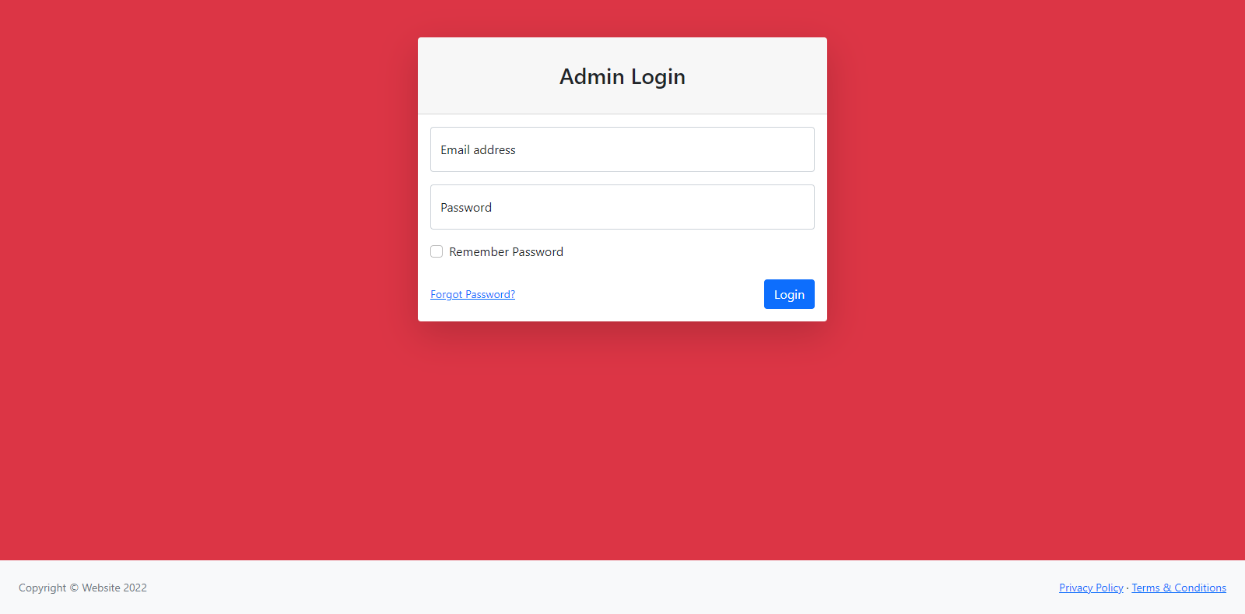 Admin Login
Email address
Password
Remember Password
Forgot Password?
Login
Copyright © Website 2022
Privacy Policy · Terms & Conditions